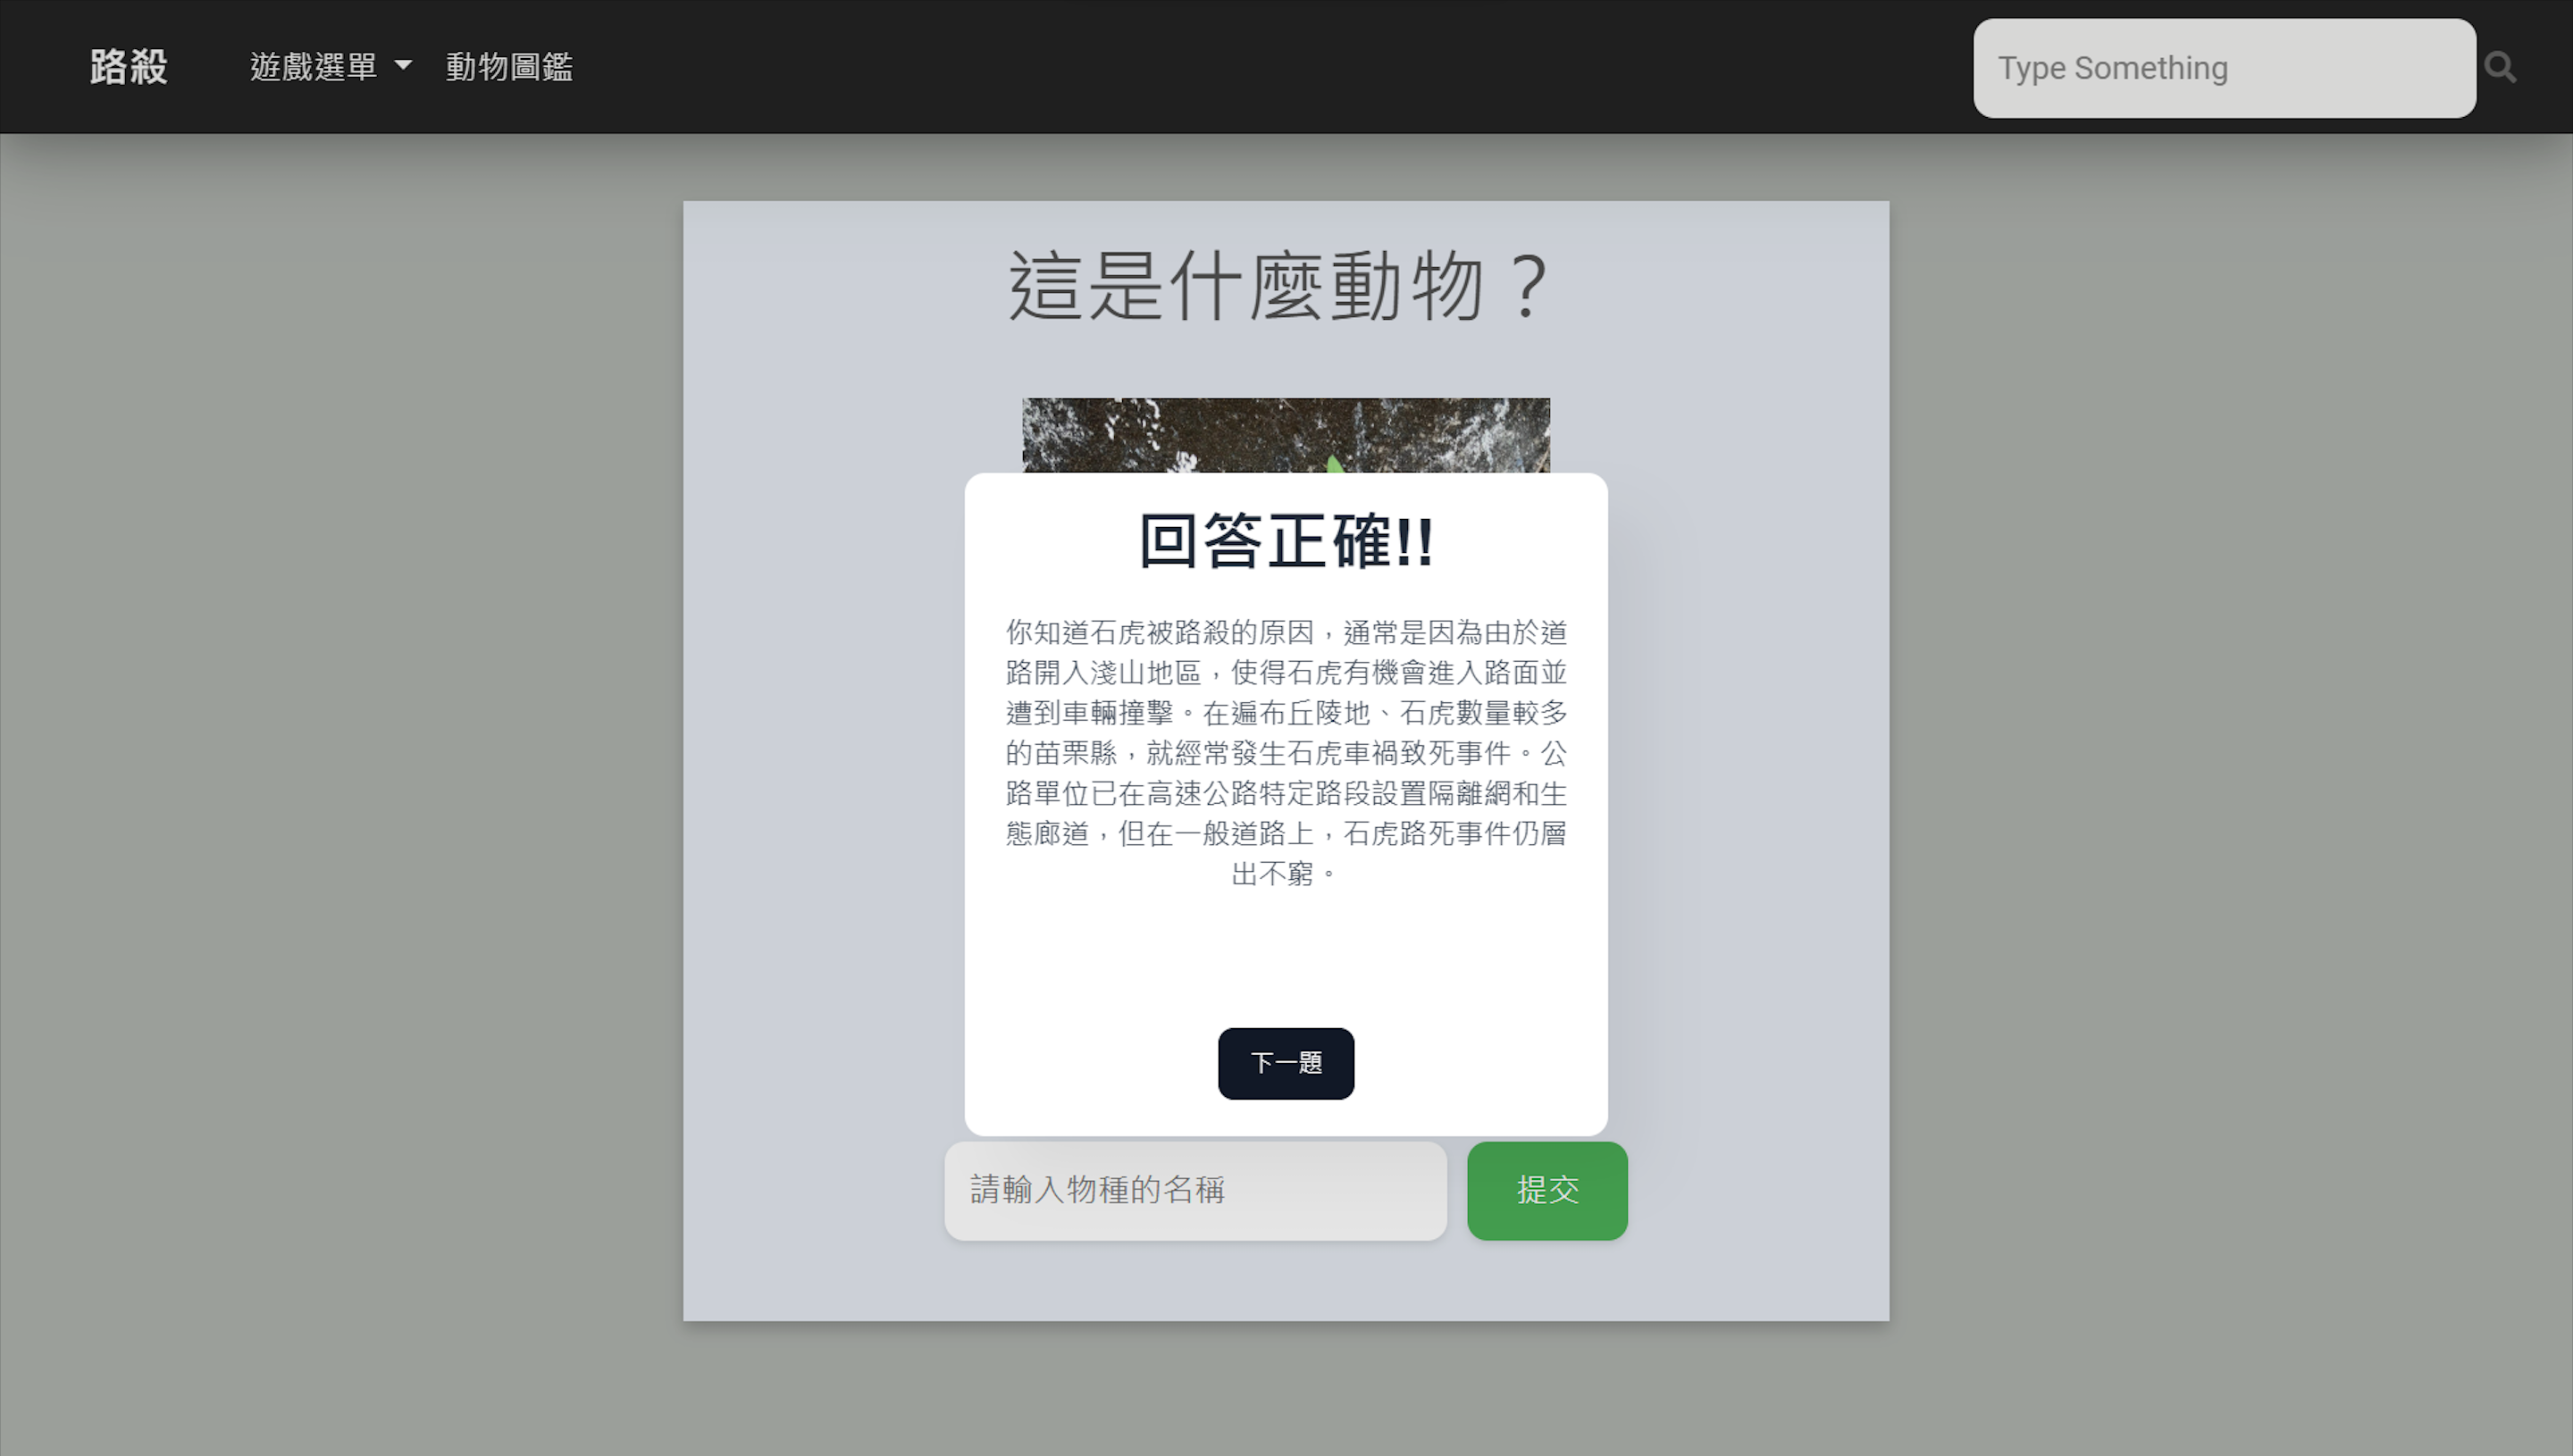 路殺
遊戲選單
動物圖鑑
Type Something
這是什麼動物？
回答正確!!
你知道石虎被路殺的原因，通常是因為由於道
路開入淺山地區，使得石虎有機會進入路面並
遭到車輛撞擊。在遍布丘陵地、石虎數量較多
的苗栗縣，就經常發生石虎車禍致死事件。公
路單位已在高速公路特定路段設置隔離網和生
態廊道，但在一般道路上，石虎路死事件仍層
出不窮。
下一題
請輸入物種的名稱
提交